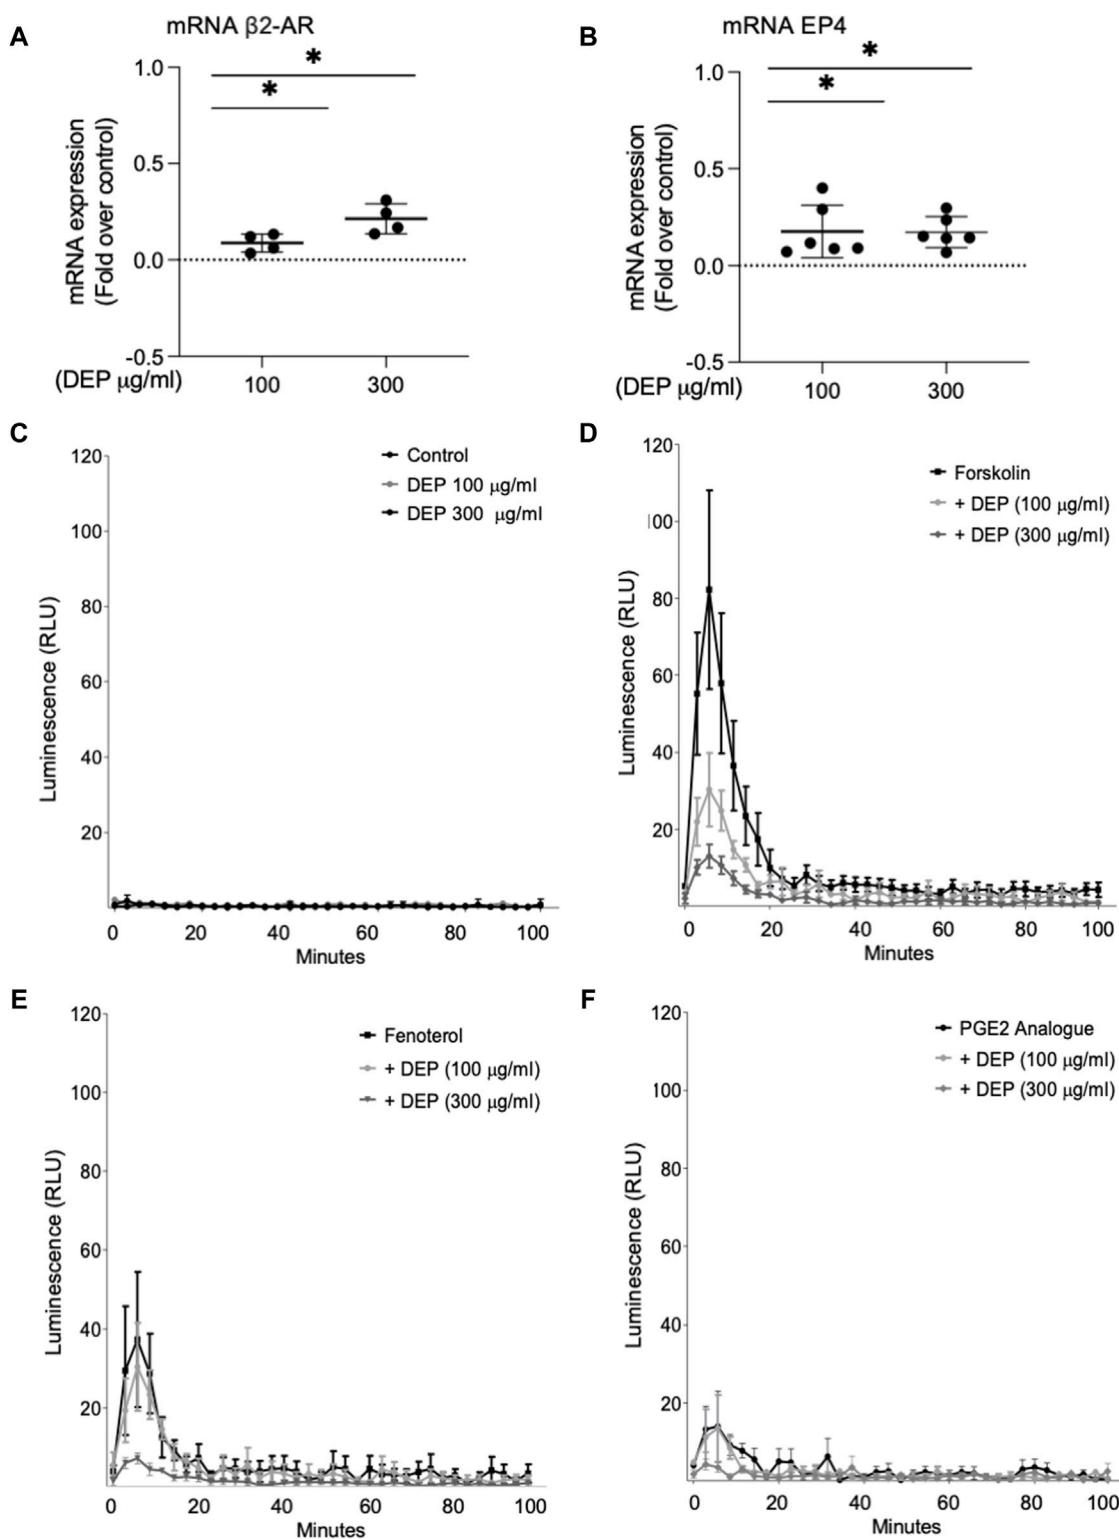 A
mRNA β2-AR
*
*
mRNA expression
(Fold over control)
1.0
0.5
0.0
-0.5
(DEP μg/ml)
100
300
B
mRNA EP4
*
*
mRNA expression
(Fold over control)
1.0
0.5
0.0
-0.5
(DEP μg/ml)
100
300
C
Control
DEP 100 μg/ml
DEP 300 μg/ml
Luminescence (RLU)
120
100
80
60
40
20
0 20 40 60 80 100
Minutes
D
Forskolin
+ DEP (100 μg/ml)
+ DEP (300 μg/ml)
Luminescence (RLU)
120
100
80
60
40
20
0 20 40 60 80 100
Minutes
E
Fenoterol
+ DEP (100 μg/ml)
+ DEP (300 μg/ml)
Luminescence (RLU)
120
100
80
60
40
20
0 20 40 60 80 100
Minutes
F
PGE2 Analogue
+ DEP (100 μg/ml)
+ DEP (300 μg/ml)
Luminescence (RLU)
120
100
80
60
40
20
0 20 40 60 80 100
Minutes